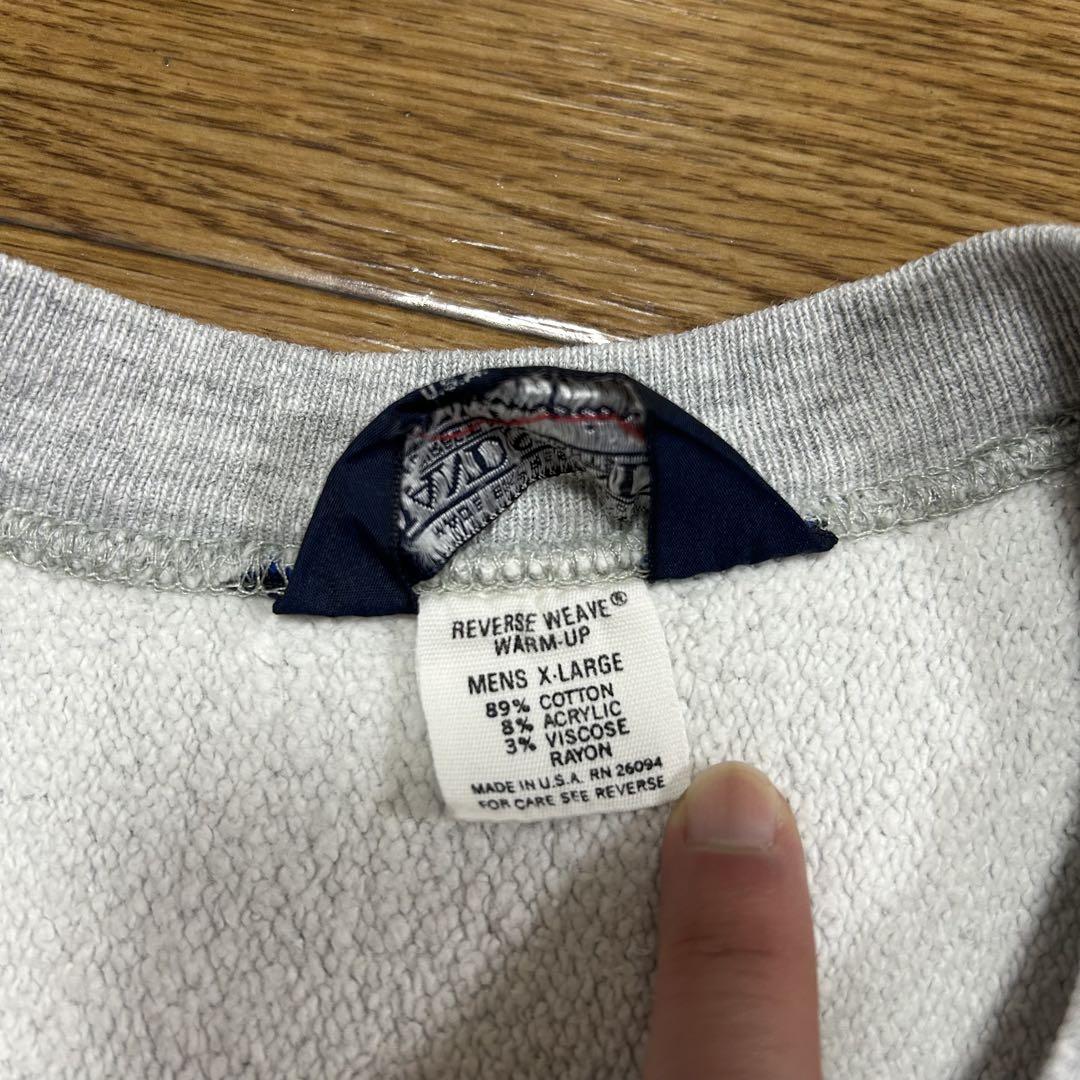 U.S.A.
REVERSE WEAVE®
WARM-UP
MENS X-LARGE
89% COTTON
8% ACRYLIC
3% VISCOSE
RAYON
MADE IN U.S.A. RN 26094
FOR CARE SEE REVERSE